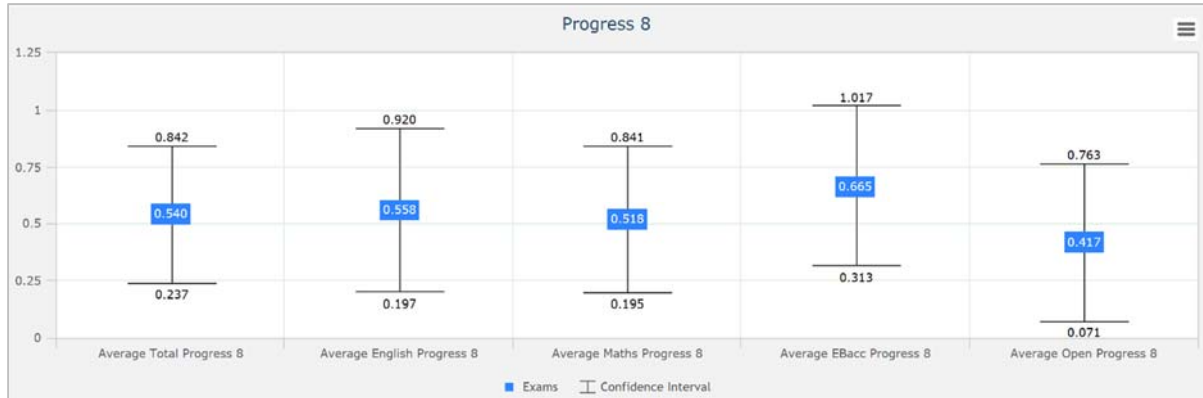 Progress 8
1.25
1
0.75
0.5
0.25
0
0.842
0.540
0.237
0.920
0.558
0.197
0.841
0.518
0.195
1.017
0.665
0.313
0.763
0.417
0.071
Average Total Progress 8
Average English Progress 8
Average Maths Progress 8
Average EBacc Progress 8
Average Open Progress 8
Exams
Confidence Interval